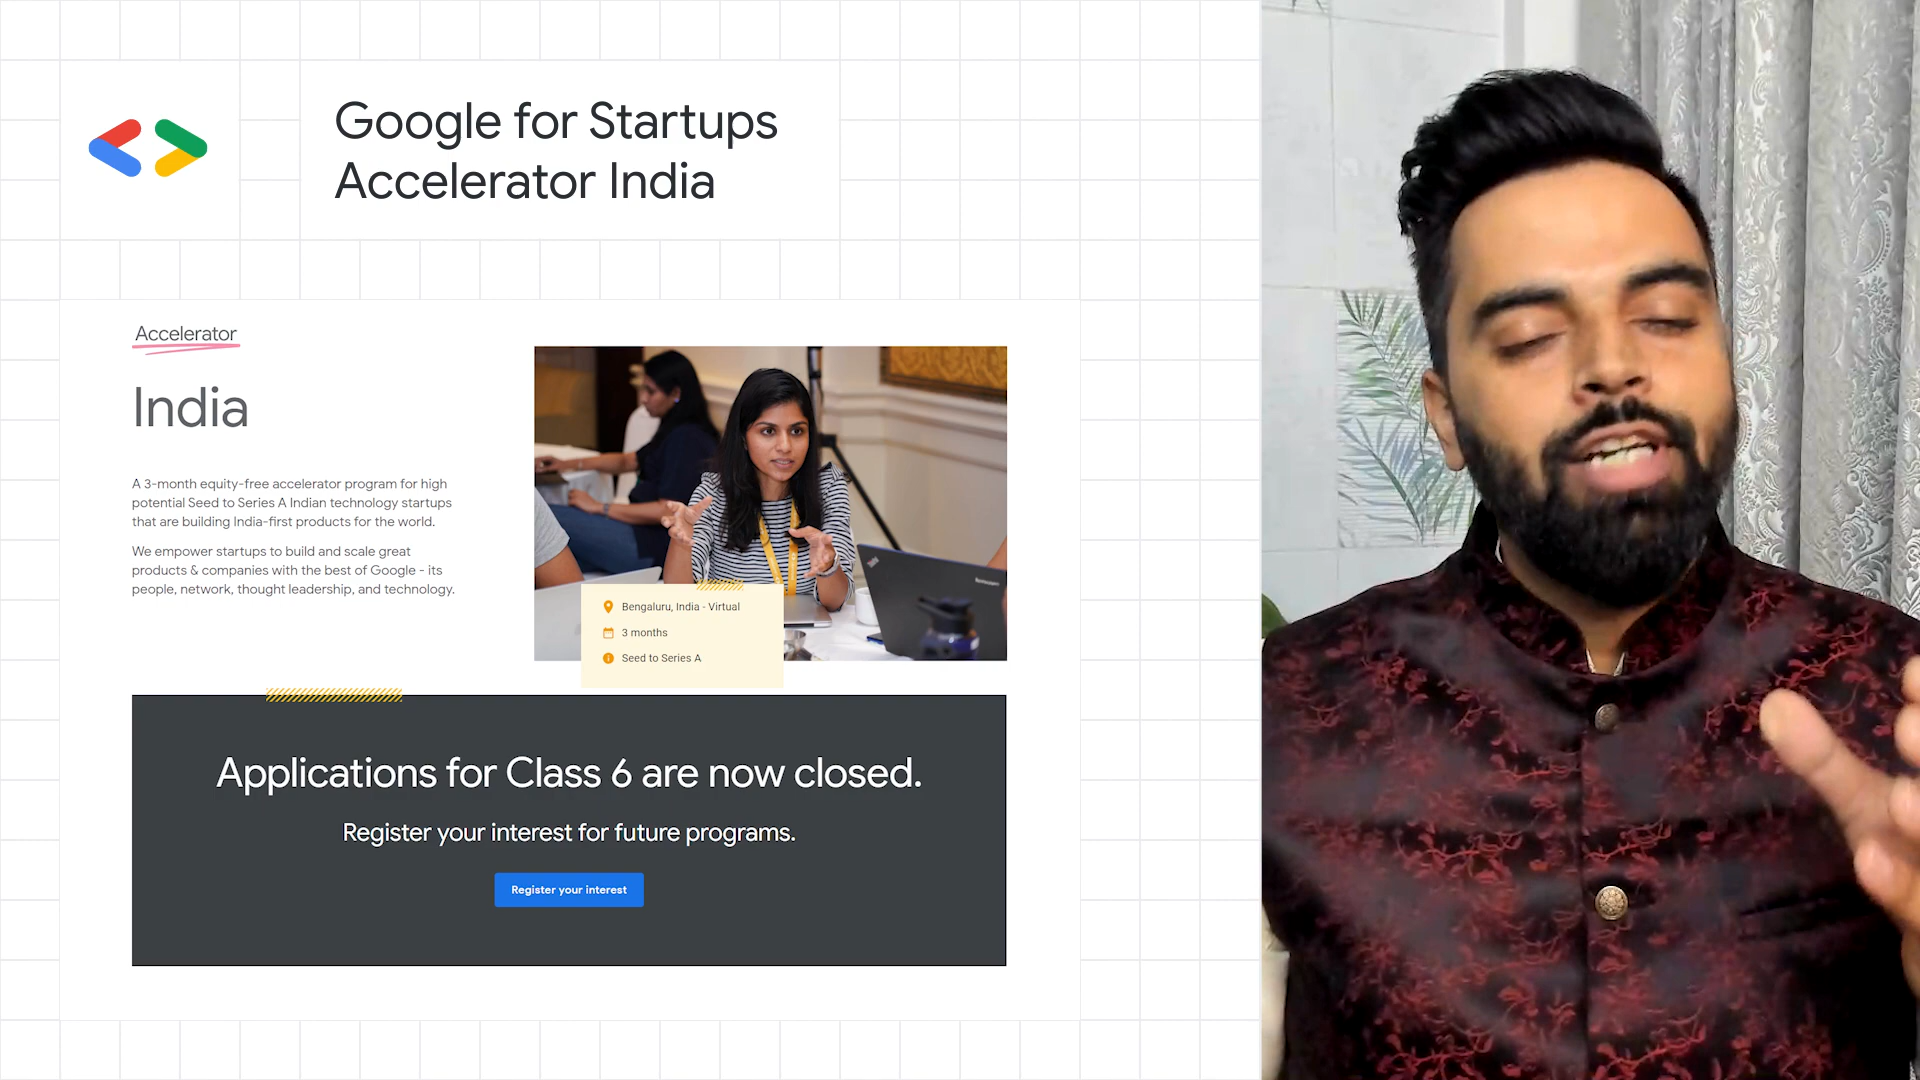 Google for Startups
Accelerator India
Accelerator
India
A 3-month equity-free accelerator program for high
potential Seed to Series A Indian technology startups
that are building India-first products for the world.
We empower startups to build and scale great
products & companies with the best of Google - its
people, network, thought leadership, and technology.
Bengaluru, India - Virtual
3 months
Seed to Series A
Applications for Class 6 are now closed.
Register your interest for future programs.
Register your interest